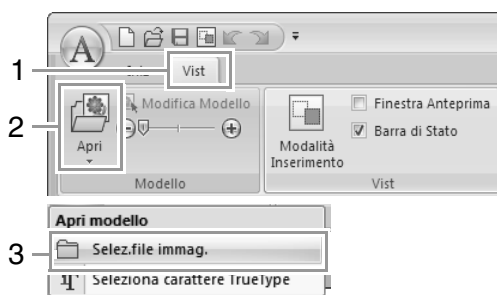 A
1
Vist
2
Modifica Modello
Finestra Anteprima
Barra di Stato
Apri
Modalità
Inserimento
Modello
Vist
Apri modello
3
Selez.file immag.
Seleziona carattere TrueType